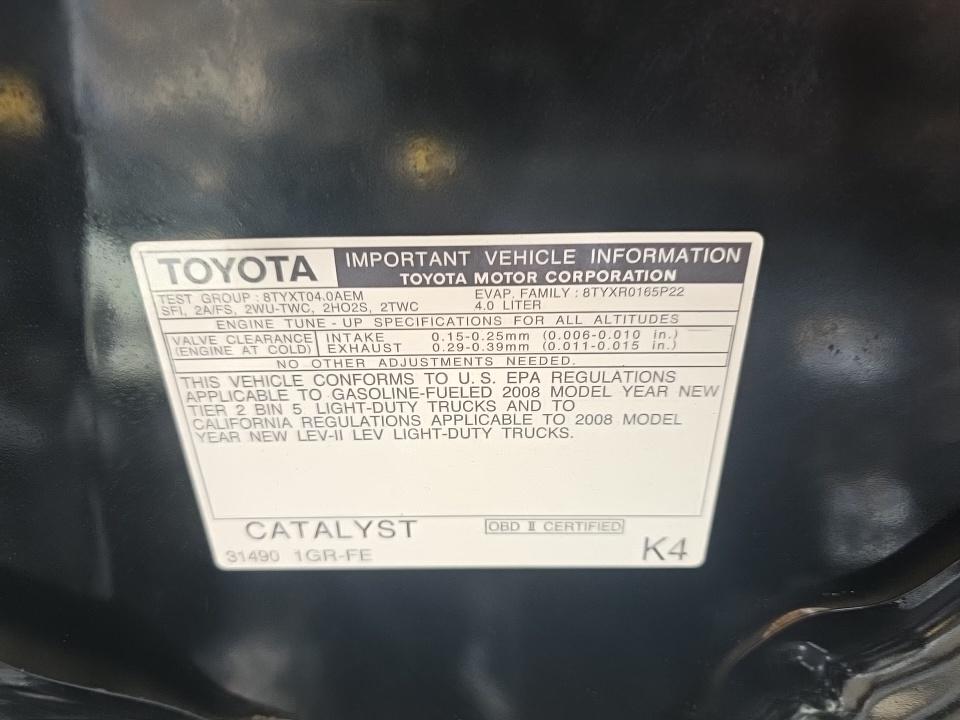 TOYOTA
IMPORTANT VEHICLE INFORMATION
TOYOTA MOTOR CORPORATION
TEST GROUP : 8TYXT04.0AEM EVAP. FAMILY : 8TYXR0165P22
SFI, 2A/FS, 2WU-TWC, 2HO2S, 2TWC 4.0 LITER
ENGINE TUNE - UP SPECIFICATIONS FOR ALL ALTITUDES
VALVE CLEARANCE INTAKE 0.15-0.25mm (0.006-0.010 in.)
(ENGINE AT COLD) EXHAUST 0.29-0.39mm (0.011-0.015 in.)
NO OTHER ADJUSTMENTS NEEDED.
THIS VEHICLE CONFORMS TO U.S. EPA REGULATIONS
APPLICABLE TO GASOLINE-FUELED 2008 MODEL YEAR NEW
TIER 2 BIN 5 LIGHT-DUTY TRUCKS AND TO
CALIFORNIA REGULATIONS APPLICABLE TO 2008 MODEL
YEAR NEW LEV-II LEV LIGHT-DUTY TRUCKS.
CATALYST OBD II CERTIFIED
31490 1GR-FE K4